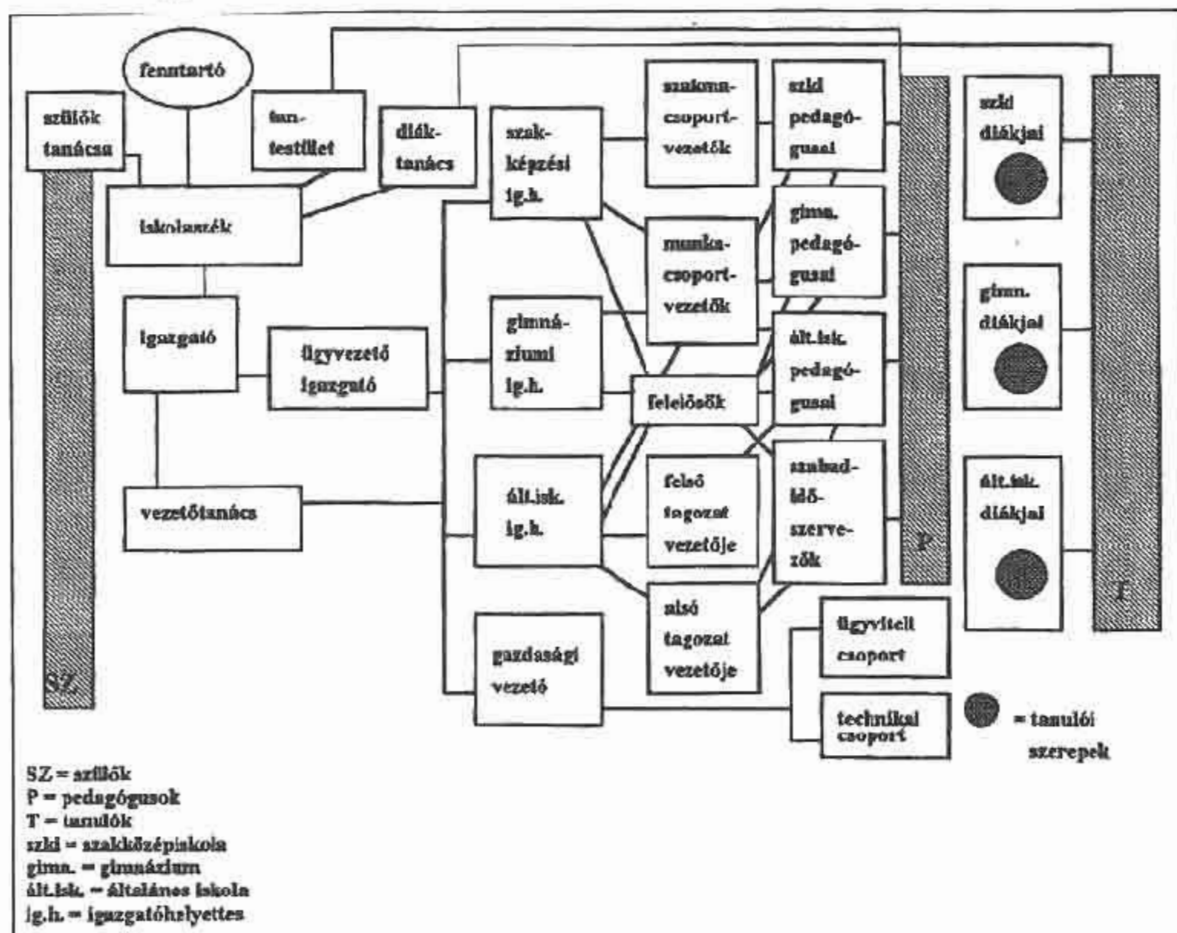 fenntartó
szülők
tanácsa
tan-
testület
diák-
tanács
iskolaszék
igazgató
ügyvezető
igazgató
vezetőtanács
szak-
képzési
ig.h.
gimná-
ziumi
ig.h.
ált.isk.
ig.h.
gazdasági
vezető
szakma-
csoport-
vezetők
munka-
csoport-
vezetők
felelősök
felső
tagozat
vezetője
alsó
tagozat
vezetője
szki
pedagó-
gusai
gimn.
pedagó-
gusai
ált.isk.
pedagó-
gusai
szabad-
idő-
szerve-
zők
ügyviteli
csoport
technikai
csoport
szki
diákjai
gimn.
diákjai
ált.isk.
diákjai
SZ
P
T
= tanulói
szerepek
SZ = szülők
P = pedagógusok
T = tanulók
szki = szakközépiskola
gimn. = gimnázium
ált.isk. = általános iskola
ig.h. = igazgatóhelyettes